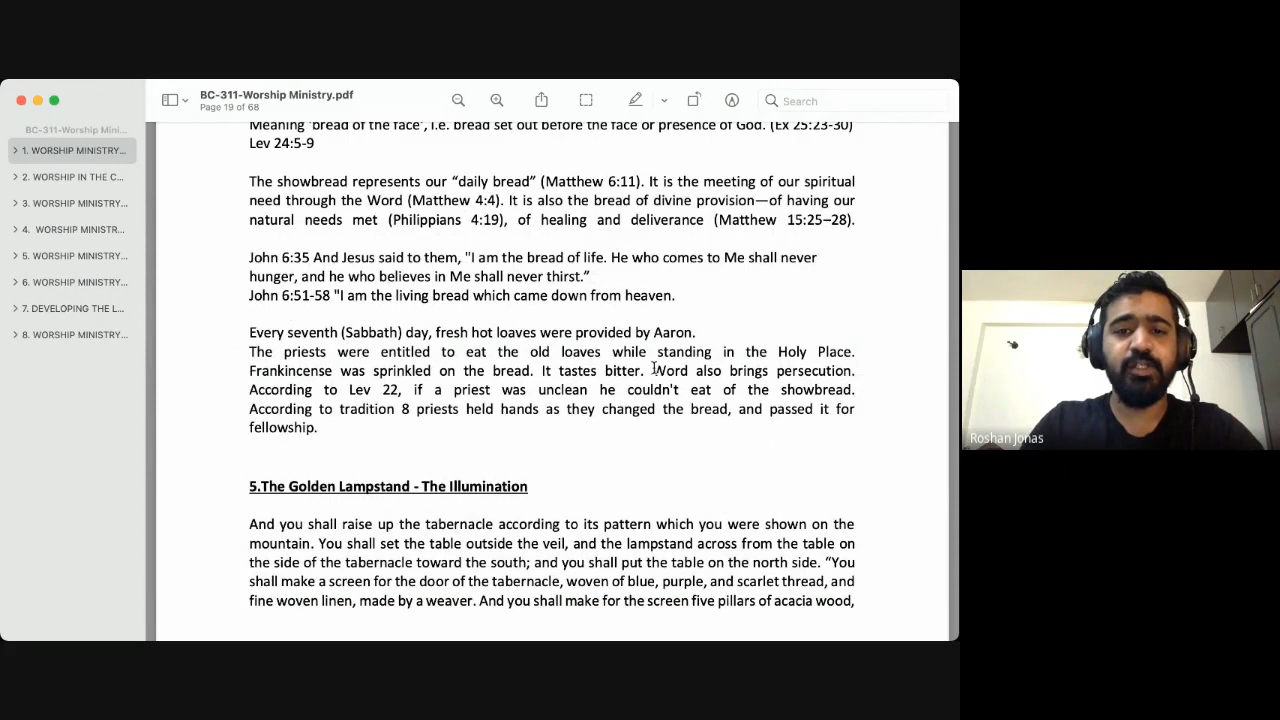 BC-311-Worship Ministry.pdf
Page 19 of 68
Search
BC-311-Worship Mini...
1. WORSHIP MINISTRY...
2. WORSHIP IN THE C...
3. WORSHIP MINISTRY...
4. WORSHIP MINISTR...
5. WORSHIP MINISTRY...
6. WORSHIP MINISTRY...
7. DEVELOPING THE L...
8. WORSHIP MINISTRY...
Meaning 'bread of the face', i.e. bread set out before the face or presence of God. (Ex 25:23-30)
Lev 24:5-9
The showbread represents our “daily bread” (Matthew 6:11). It is the meeting of our spiritual
need through the Word (Matthew 4:4). It is also the bread of divine provision—of having our
natural needs met (Philippians 4:19), of healing and deliverance (Matthew 15:25–28).
John 6:35 And Jesus said to them, "I am the bread of life. He who comes to Me shall never
hunger, and he who believes in Me shall never thirst.”
John 6:51-58 "I am the living bread which came down from heaven.
Every seventh (Sabbath) day, fresh hot loaves were provided by Aaron.
The priests were entitled to eat the old loaves while standing in the Holy Place.
Frankincense was sprinkled on the bread. It tastes bitter. Word also brings persecution.
According to Lev 22, if a priest was unclean he couldn't eat of the showbread.
According to tradition 8 priests held hands as they changed the bread, and passed it for
fellowship.
5.The Golden Lampstand - The Illumination
And you shall raise up the tabernacle according to its pattern which you were shown on the
mountain. You shall set the table outside the veil, and the lampstand across from the table on
the side of the tabernacle toward the south; and you shall put the table on the north side. “You
shall make a screen for the door of the tabernacle, woven of blue, purple, and scarlet thread, and
fine woven linen, made by a weaver. And you shall make for the screen five pillars of acacia wood,
Roshan Jonas